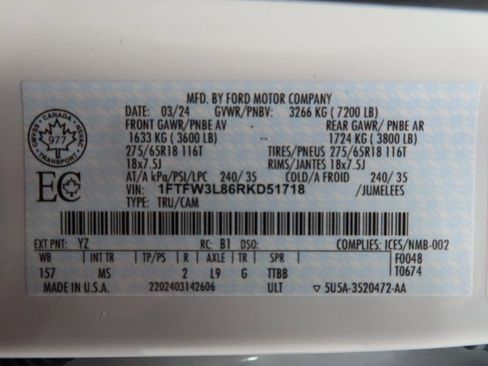 MFD. BY FORD MOTOR COMPANY
DATE: 03/24 GVWR/PNBV: 3266 KG ( 7200 LB)
FRONT GAWR/PNBE AV REAR GAWR/PNBE AR
1633 KG ( 3600 LB) 1724 KG ( 3800 LB)
275/65R18 116T TIRES/PNEUS 275/65R18 116T
18x7.5J RIMS/JANTES 18x7.5J
AT/A kPa/PSI/LPC 240/ 35 COLD/A FROID 240/ 35
VIN: 1FTFW3L86RKD51718 /JUMELEES
TYPE: TRU/CAM
CANADA
977
TRANSPORT
EC
EXT PNT: YZ RC: B1 DSO: COMPLIES: ICES/NMB-002
WB INT TR TP/PS R AXLE TR SPR F0048
157 MS 2 L9 G TTBB T0674
MADE IN U.S.A. 2202403142606 ULT ▽ 5U5A-3520472-AA